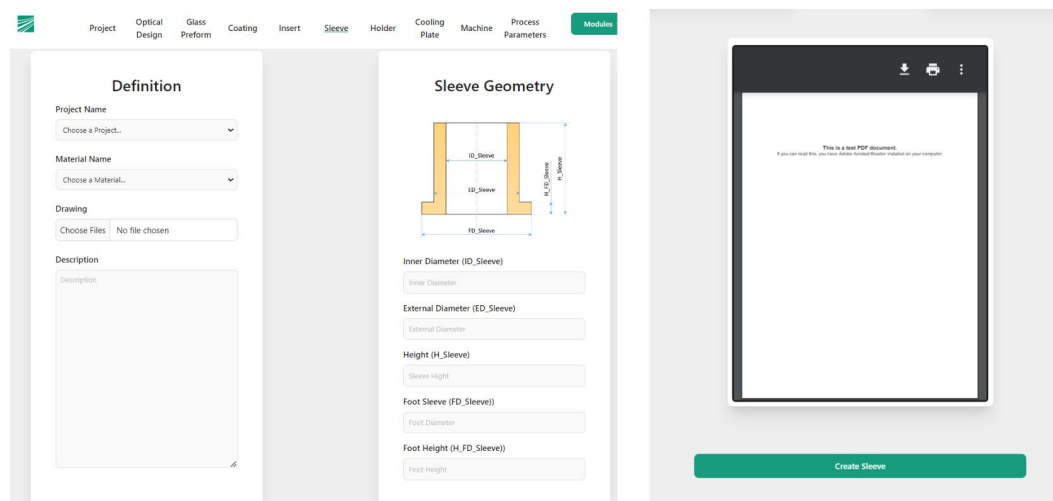 Project
Optical
Design
Glass
Preform
Coating
Insert
Sleeve
Holder
Cooling
Plate
Machine
Process
Parameters
Modules
Definition
Project Name
Choose a Project...
Material Name
Choose a Material...
Drawing
Choose Files No file chosen
Description
Description
Sleeve Geometry
ID_Sleeve
ED_Sleeve
H_FD_Sleeve
H_Sleeve
FD_Sleeve
Inner Diameter (ID_Sleeve)
Inner Diameter
External Diameter (ED_Sleeve)
External Diameter
Height (H_Sleeve)
Sleeve Hight
Foot Sleeve (FD_Sleeve))
Foot Diameter
Foot Height (H_FD_Sleeve))
Foot Height
This is a test PDF document.
If you can read this, you have Adobe Acrobat Reader installed on your computer.
Create Sleeve